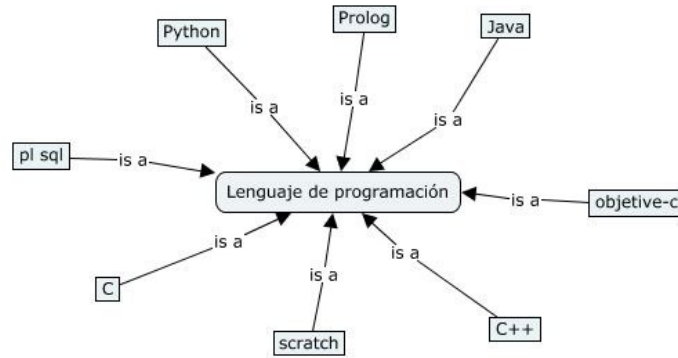 Prolog
Python
Java
is a
is a
is a
pl sql
is a
Lenguaje de programación
is a
objetive-c
is a
is a
is a
C
scratch
C++